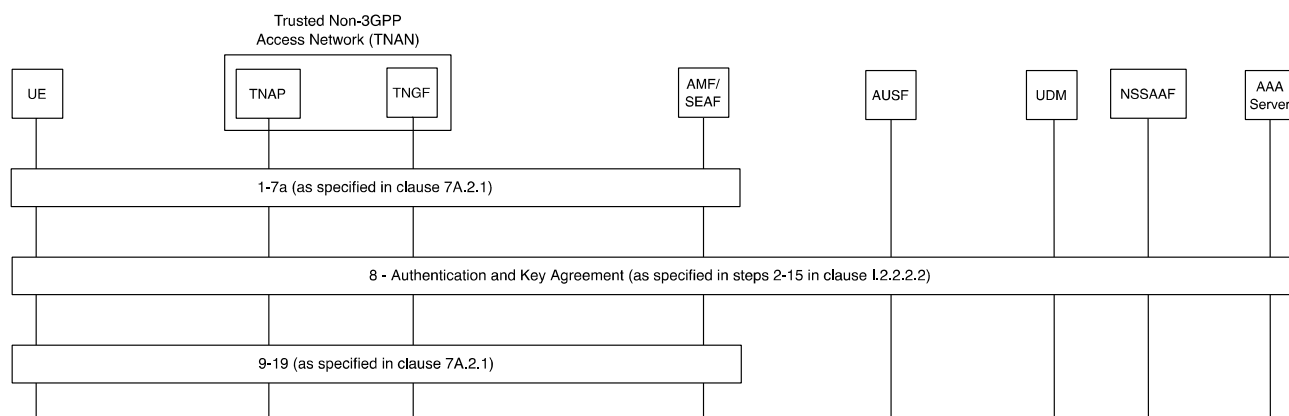 Trusted Non-3GPP
Access Network (TNAN)
UE
TNAP
TNGF
AMF/
SEAF
AUSF
UDM
NSSAAF
AAA
Server
1-7a (as specified in clause 7A.2.1)
8 - Authentication and Key Agreement (as specified in steps 2-15 in clause I.2.2.2.2)
9-19 (as specified in clause 7A.2.1)